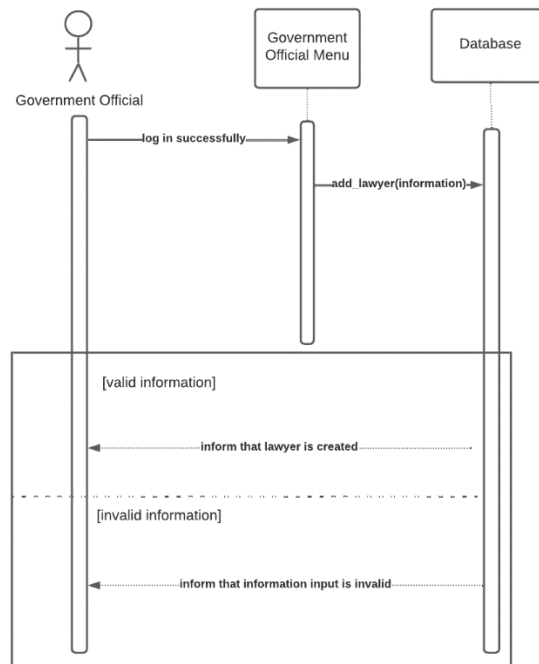 Government
Official Menu
Database
Government Official
log in successfully
add_lawyer(information)
[valid information]
inform that lawyer is created
[invalid information]
inform that information input is invalid